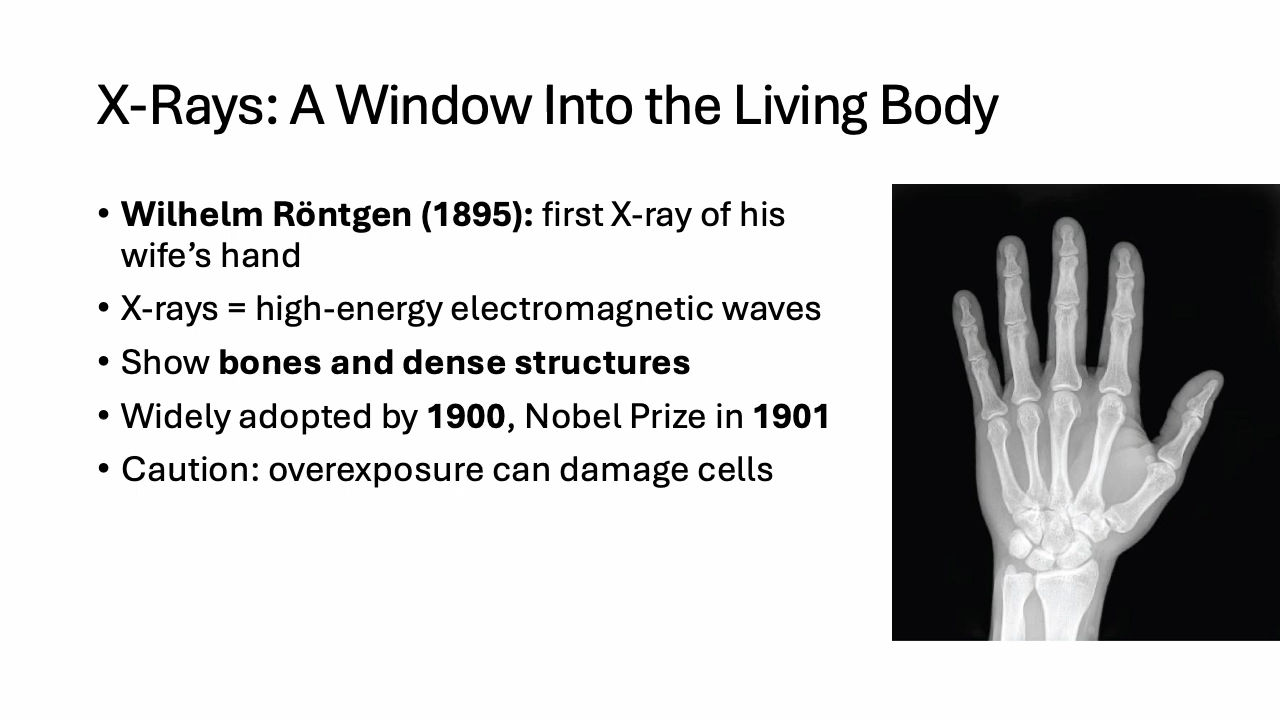 X-Rays: A Window Into the Living Body
• Wilhelm Röntgen (1895): first X-ray of his
wife’s hand
• X-rays = high-energy electromagnetic waves
• Show bones and dense structures
• Widely adopted by 1900, Nobel Prize in 1901
• Caution: overexposure can damage cells